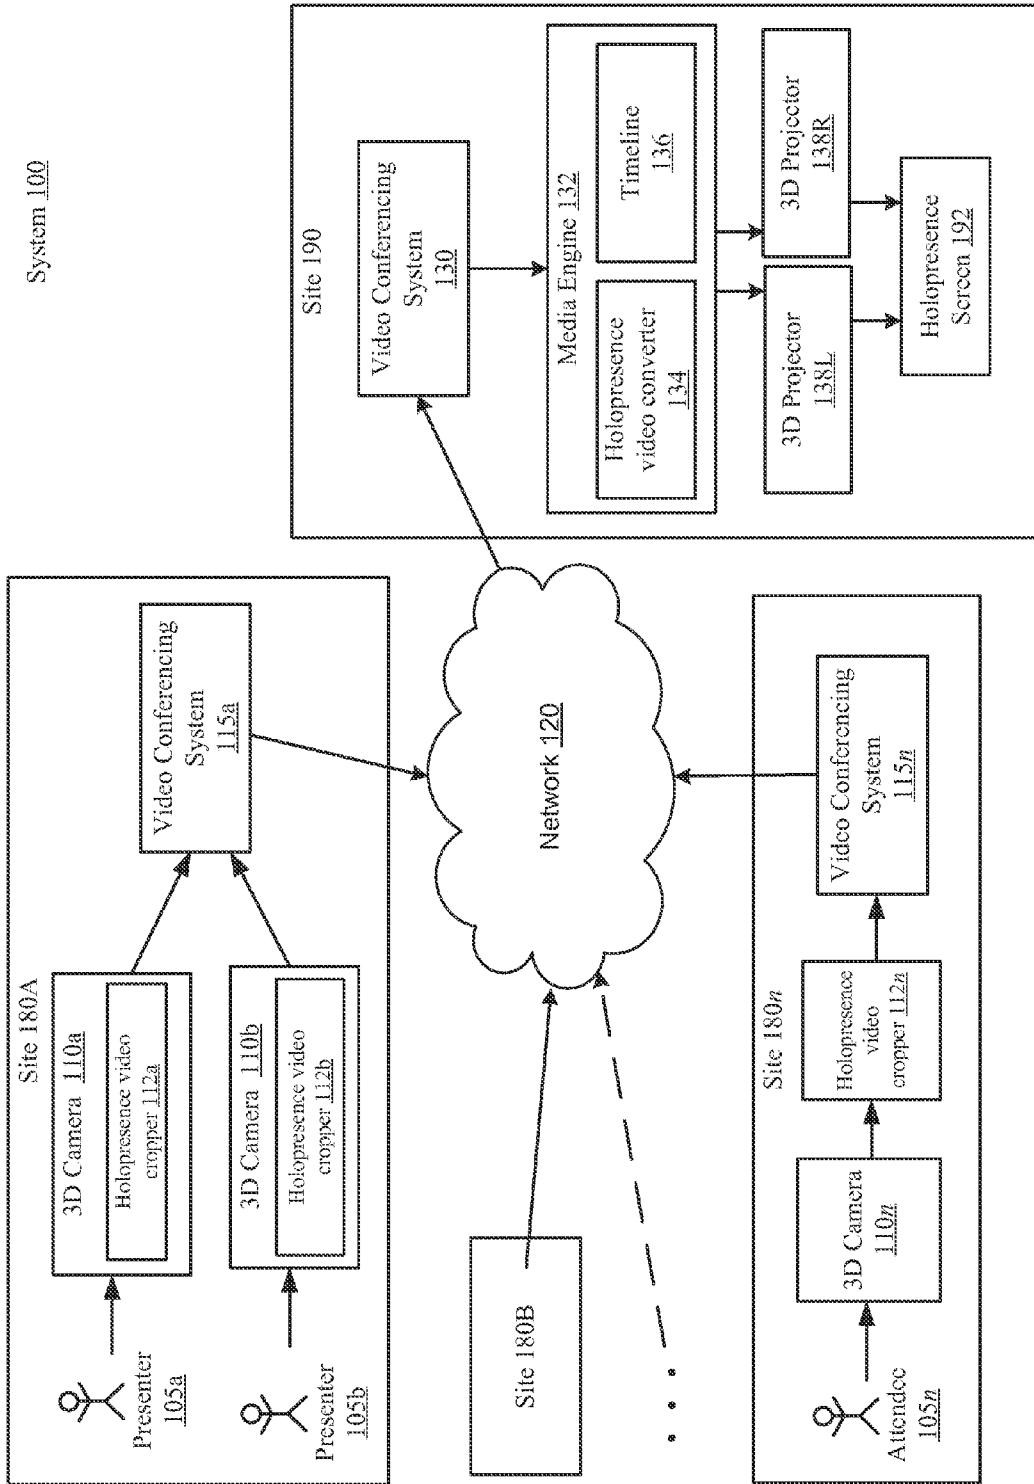 System 100
Site 180A
Presenter
105a
3D Camera 110a
Holopresence video
cropper 112a
Presenter
105b
3D Camera 110b
Holopresence video
cropper 112b
Video Conferencing
System
115a
Site 180B
Network 120
Site 180n
Attendee
105n
3D Camera
110n
Holopresence
video
cropper 112n
Video Conferencing
System
115n
Site 190
Video Conferencing
System
130
Media Engine 132
Holopresence
video converter
134
Timeline
136
3D Projector
138L
3D Projector
138R
Holopresence
Screen 192